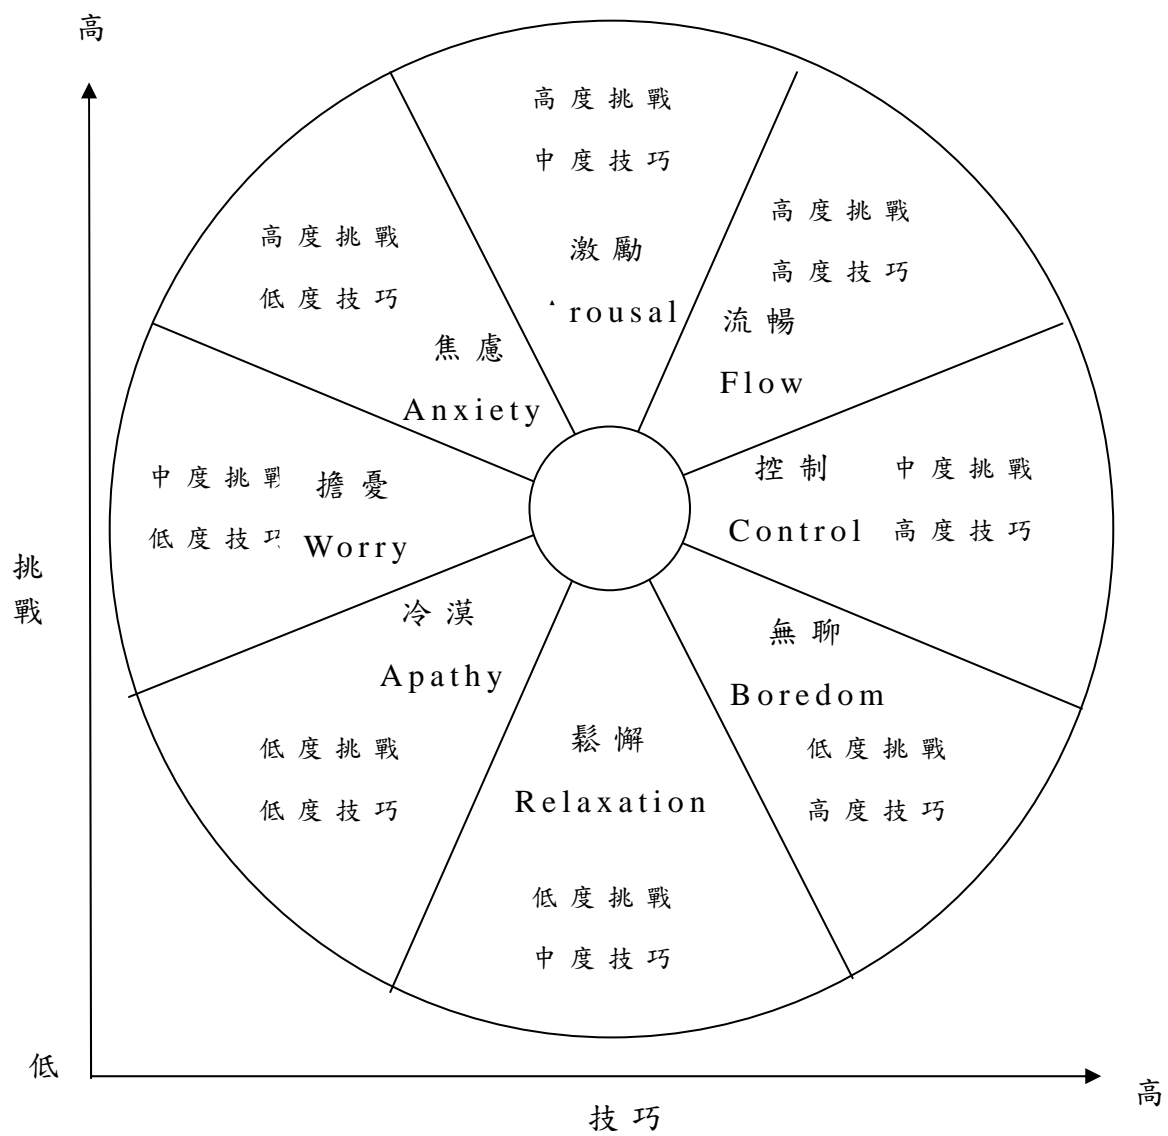 高
高度挑戰
中度技巧
激勵
rousal
高度挑戰
高度技巧
流暢
Flow
高度挑戰
低度技巧
焦慮
Anxiety
中度挑戰
低度技巧
擔憂
Worry
控制
Control
中度挑戰
高度技巧
挑
戰
冷漠
Apathy
低度挑戰
低度技巧
鬆懈
Relaxation
低度挑戰
中度技巧
無聊
Boredom
低度挑戰
高度技巧
低
技巧
高